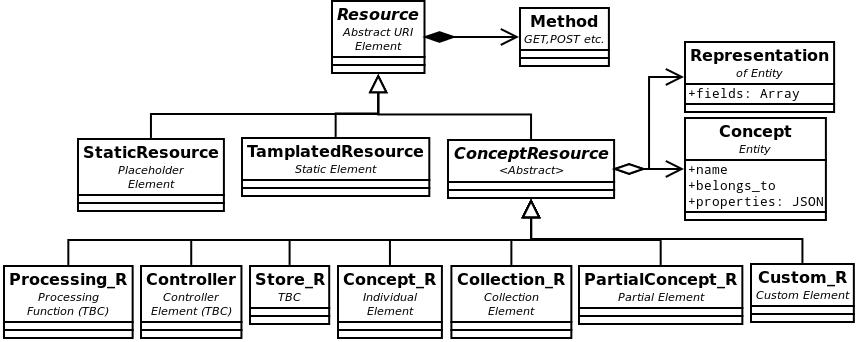 Resource
Abstract URI
Element
Method
GET,POST etc.
Representation
of Entity
+fields: Array
Concept
Entity
+name
+belongs_to
+properties: JSON
StaticResource
Placeholder
Element
TamplatedResource
Static Element
ConceptResource
<Abstract>
Processing_R
Processing
Function (TBC)
Controller
Controller
Element (TBC)
Store_R
TBC
Concept_R
Individual
Element
Collection_R
Collection
Element
PartialConcept_R
Partial Element
Custom_R
Custom Element